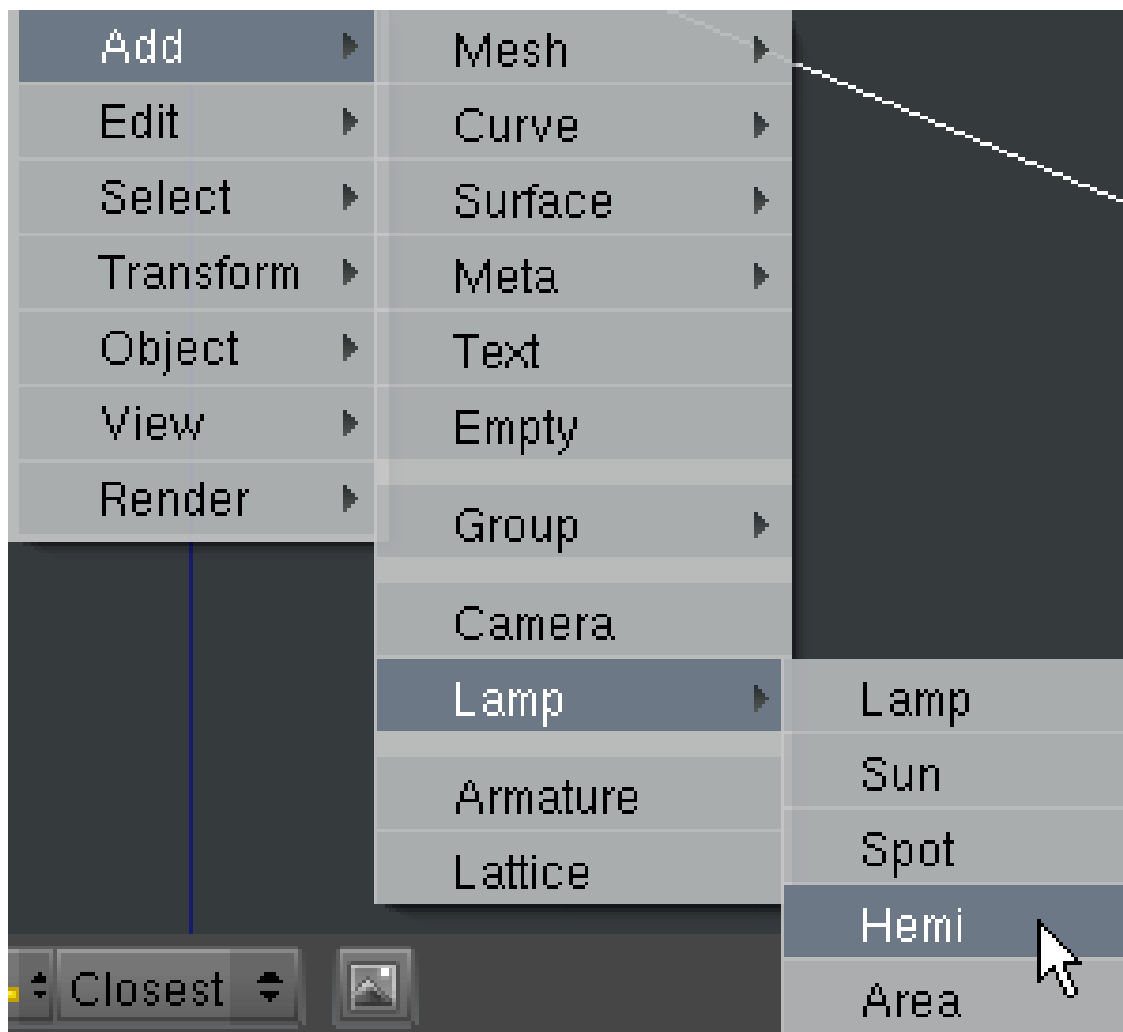 Add
Edit
Select
Transform
Object
View
Render
Mesh
Curve
Surface
Meta
Text
Empty
Group
Camera
Lamp
Armature
Lattice
Lamp
Sun
Spot
Hemi
Area
Closest